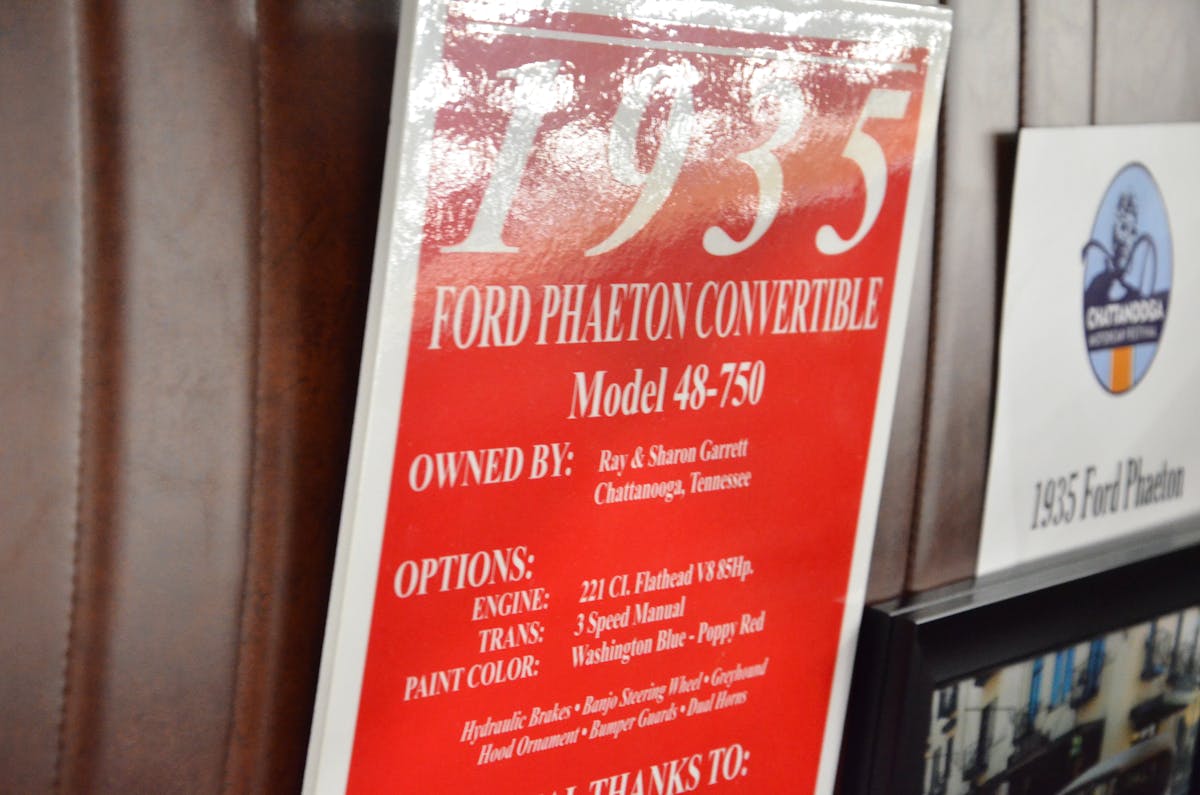 1935
FORD PHAETON CONVERTIBLE
Model 48-750
OWNED BY: Ray & Sharon Garrett
Chattanooga, Tennessee
OPTIONS:
ENGINE: 221 CI. Flathead V8 85Hp.
TRANS: 3 Speed Manual
PAINT COLOR: Washington Blue - Poppy Red
Hydraulic Brakes • Banjo Steering Wheel • Greyhound
Hood Ornament • Bumper Guards • Dual Horns
THANKS TO:
CHATTANOOGA
MOTORCAR FESTIVAL
1935 Ford Phaeton